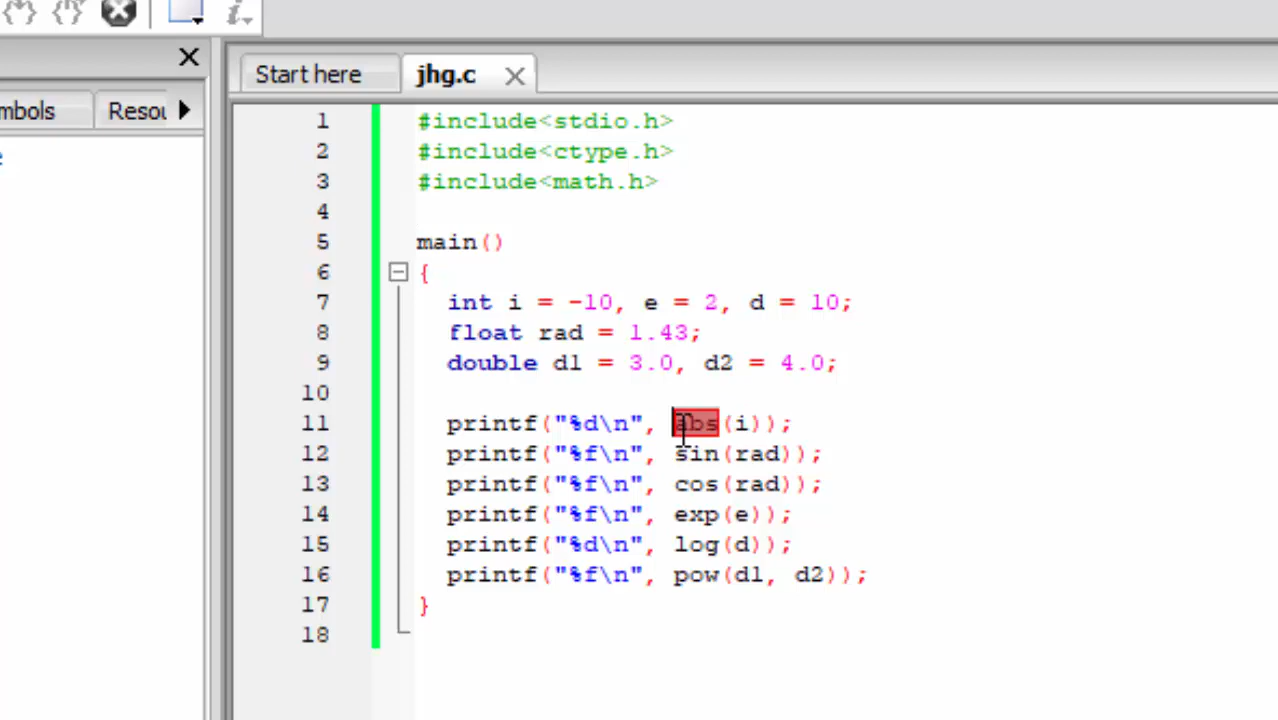 mbols Resou
Start here jhg.c
1 #include<stdio.h>
2 #include<ctype.h>
3 #include<math.h>
4
5 main()
6 {
7 int i = -10, e = 2, d = 10;
8 float rad = 1.43;
9 double d1 = 3.0, d2 = 4.0;
10
11 printf("%d\n", abs(i));
12 printf("%f\n", sin(rad));
13 printf("%f\n", cos(rad));
14 printf("%f\n", exp(e));
15 printf("%d\n", log(d));
16 printf("%f\n", pow(d1, d2));
17 }
18